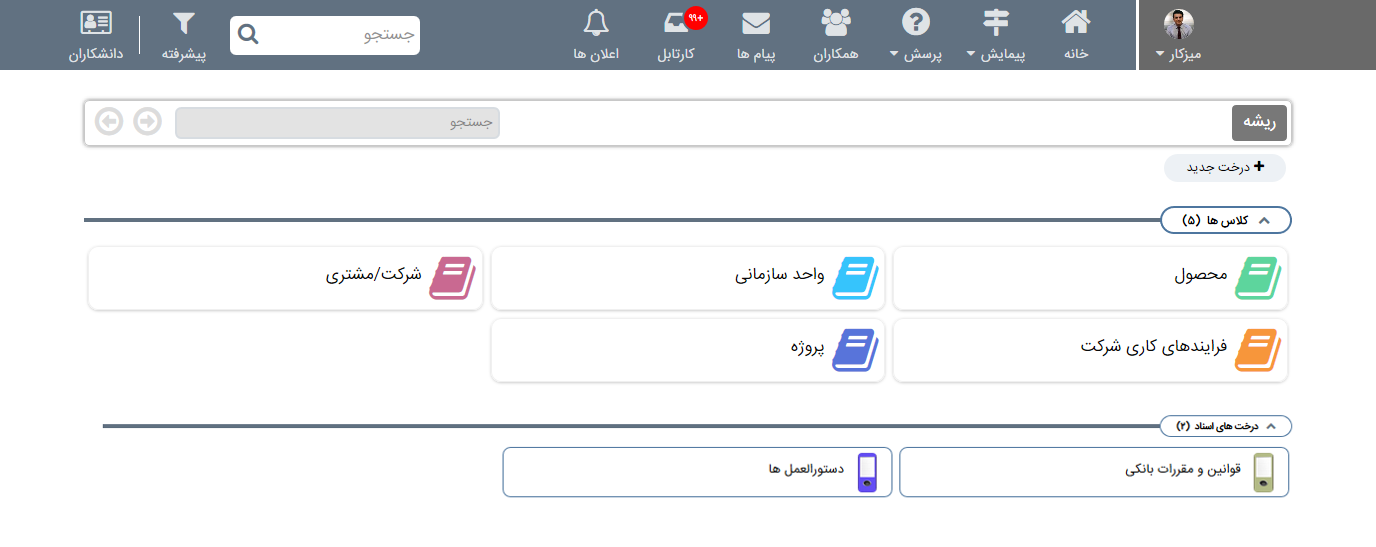 میزکار
خانه
پیمایش
پرسش
همکاران
پیام ها
+۹۹
کارتابل
اعلان ها
جستجو
پیشرفته
دانشکاران
ریشه
جستجو
درخت جدید
کلاس ها (۵)
محصول
واحد سازمانی
شرکت/مشتری
فرایندهای کاری شرکت
پروژه
درخت های اسناد (۲)
قوانین و مقررات بانکی
دستورالعمل ها